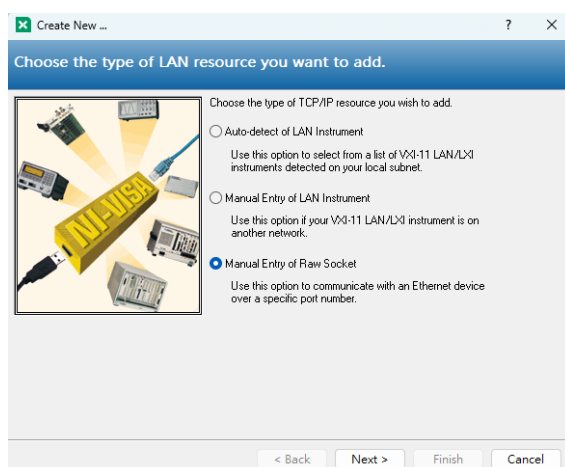 Create New ...
?
Choose the type of LAN resource you want to add.
Choose the type of TCP/IP resource you wish to add.
Auto-detect of LAN Instrument
Use this option to select from a list of VXI-11 LAN/LXI
instruments detected on your local subnet.
Manual Entry of LAN Instrument
Use this option if your VXI-11 LAN/LXI instrument is on
another network.
Manual Entry of Raw Socket
Use this option to communicate with an Ethernet device
over a specific port number.
NI-VISA
< Back Next > Finish Cancel